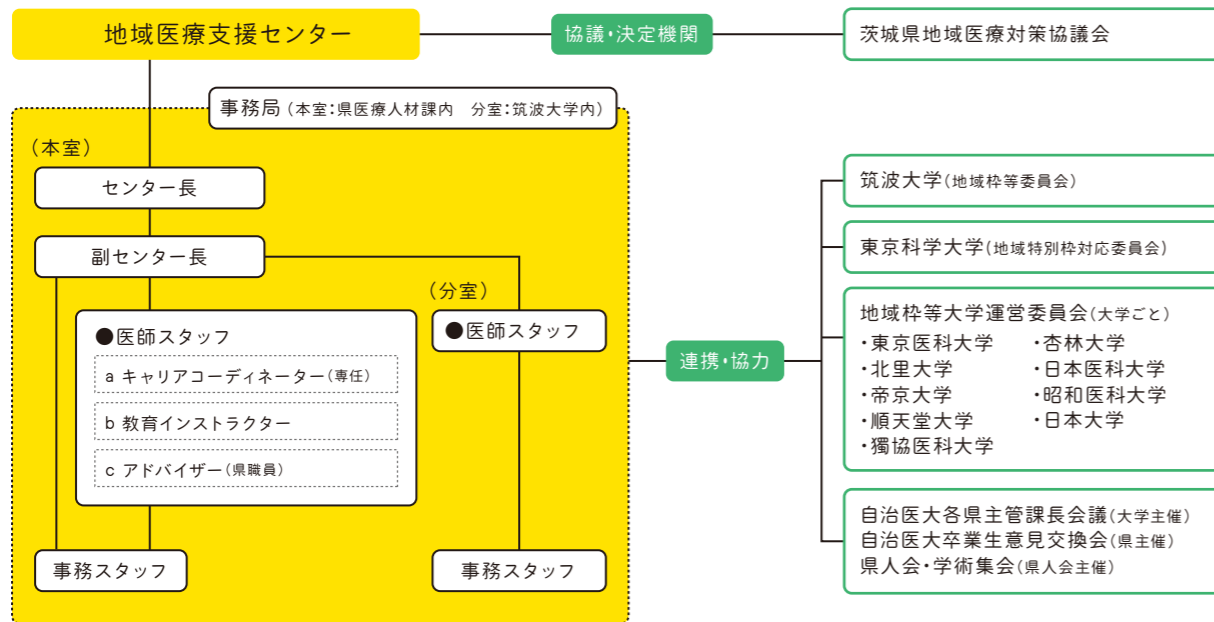 地域医療支援センター
協議・決定機関
茨城県地域医療対策協議会
事務局(本室:県医療人材課内 分室:筑波大学内)
(本室)
センター長
副センター長
●医師スタッフ
a キャリアコーディネーター(専任)
b 教育インストラクター
c アドバイザー(県職員)
事務スタッフ
(分室)
●医師スタッフ
事務スタッフ
連携・協力
筑波大学(地域枠等委員会)
東京科学大学(地域特別枠対応委員会)
地域枠等大学運営委員会(大学ごと)
・東京医科大学 ・杏林大学
・北里大学 ・日本医科大学
・帝京大学 ・昭和医科大学
・順天堂大学 ・日本大学
・獨協医科大学
自治医大各県主管課長会議(大学主催)
自治医大卒業生意見交換会(県主催)
県人会・学術集会(県人会主催)